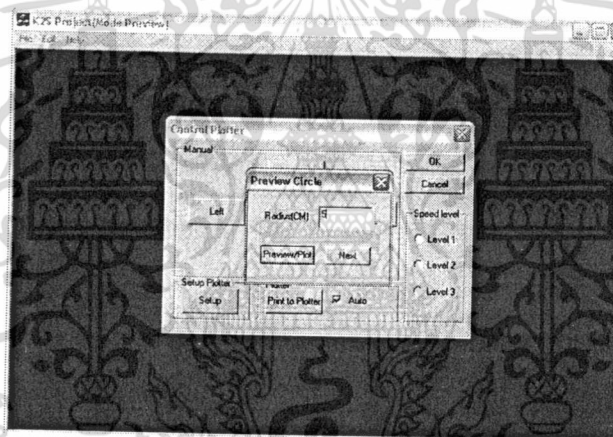 K2S Project [Mode Preview]
File Edit Help
Control Plotter
Manual
OK
Cancel
Preview Circle
Left
Radius(CM) 5
Speed level
Level 1
Preview/Plot Next
Level 2
Setup Plotter
Plotter
Level 3
Setup
Print to Plotter Auto